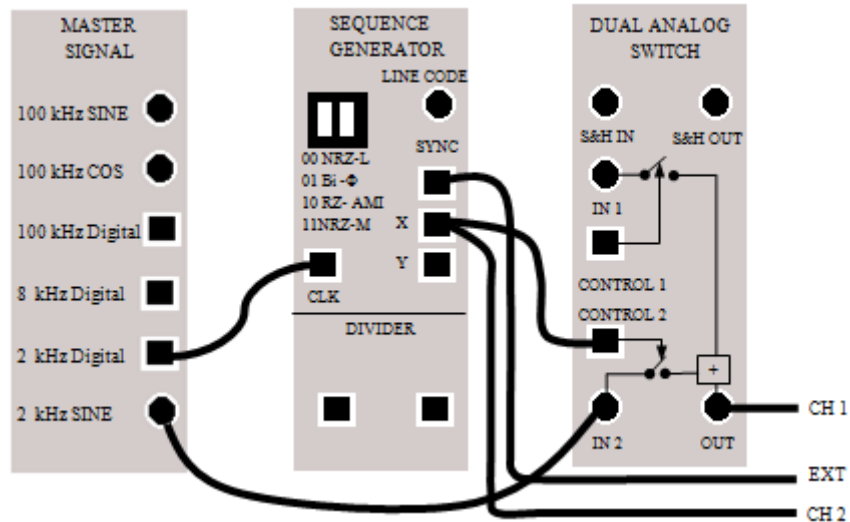 MASTER
SIGNAL
100 kHz SINE
100 kHz COS
100 kHz Digital
8 kHz Digital
2 kHz Digital
2 kHz SINE
SEQUENCE
GENERATOR
LINE CODE
00 NRZ-L
01 Bi -Φ
10 RZ- AMI
11NRZ-M
SYNC
X
Y
CLK
DIVIDER
DUAL ANALOG
SWITCH
S&H IN
S&H OUT
IN 1
CONTROL 1
CONTROL 2
+
IN 2
OUT
CH 1
EXT
CH 2